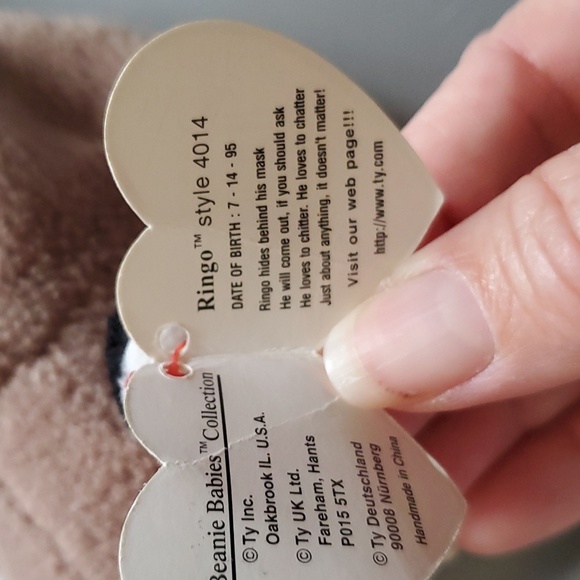 Ringo™ style 4014
DATE OF BIRTH : 7 - 14 - 95
Ringo hides behind his mask
He will come out, if you should ask
He loves to chitter. He loves to chatter
Just about anything, it doesn't matter!
Visit our web page!!!
http://www.ty.com
Beanie Babies™ Collection
© Ty Inc.
Oakbrook IL. U.S.A.
© Ty UK Ltd.
Fareham, Hants
P015 5TX
© Ty Deutschland
90008 Nürnberg
Handmade in China